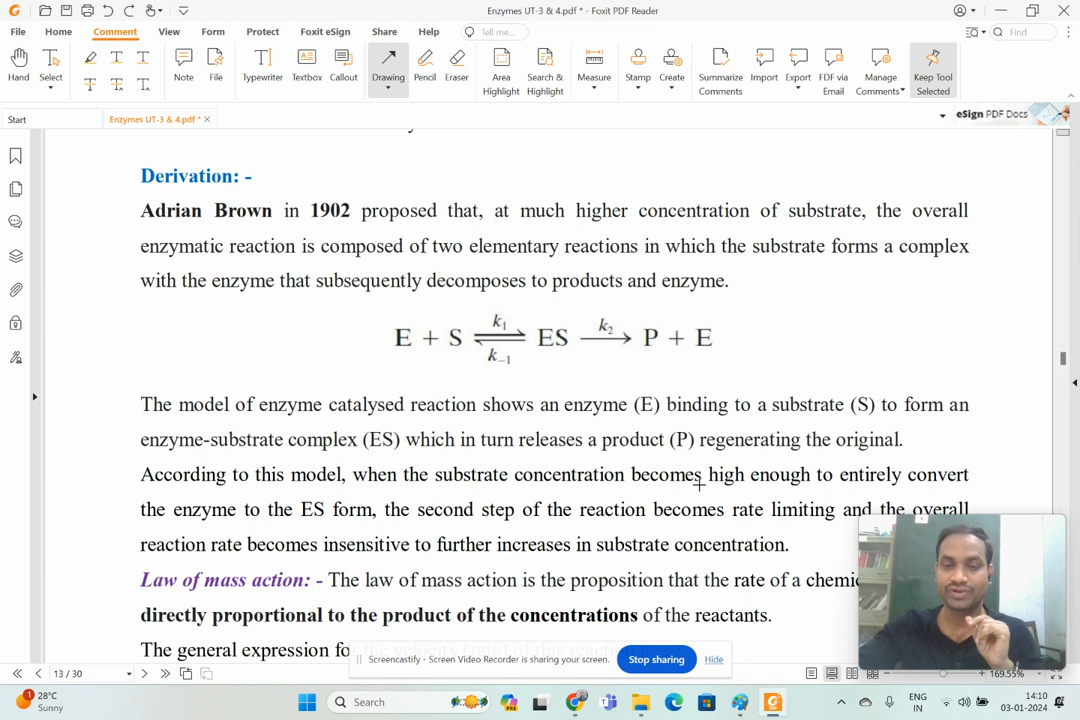 Enzymes UT-3 & 4.pdf * - Foxit PDF Reader
File Home Comment View Form Protect Foxit eSign Share Help Tell me... Find
Hand Select Note File Typewriter Textbox Callout Drawing Pencil Eraser Area Highlight Search & Highlight Measure Stamp Create Summarize Comments Import Export FDF via Email Manage Comments Keep Tool Selected
Start Enzymes UT-3 & 4.pdf * eSign PDF Docs
Derivation: -
Adrian Brown in 1902 proposed that, at much higher concentration of substrate, the overall
enzymatic reaction is composed of two elementary reactions in which the substrate forms a complex
with the enzyme that subsequently decomposes to products and enzyme.
E + S ⇌ ES → P + E
k₁ k₋₁ k₂
The model of enzyme catalysed reaction shows an enzyme (E) binding to a substrate (S) to form an
enzyme-substrate complex (ES) which in turn releases a product (P) regenerating the original.
According to this model, when the substrate concentration becomes high enough to entirely convert
the enzyme to the ES form, the second step of the reaction becomes rate limiting and the overall
reaction rate becomes insensitive to further increases in substrate concentration.
Law of mass action: - The law of mass action is the proposition that the rate of a
directly proportional to the product of the concentrations of the reactants.
The general expression
Screencastify - Screen Video Recorder is sharing your screen. Stop sharing Hide
13 / 30 169.55%
28°C
Sunny
Search
ENG
IN
14:10
03-01-2024